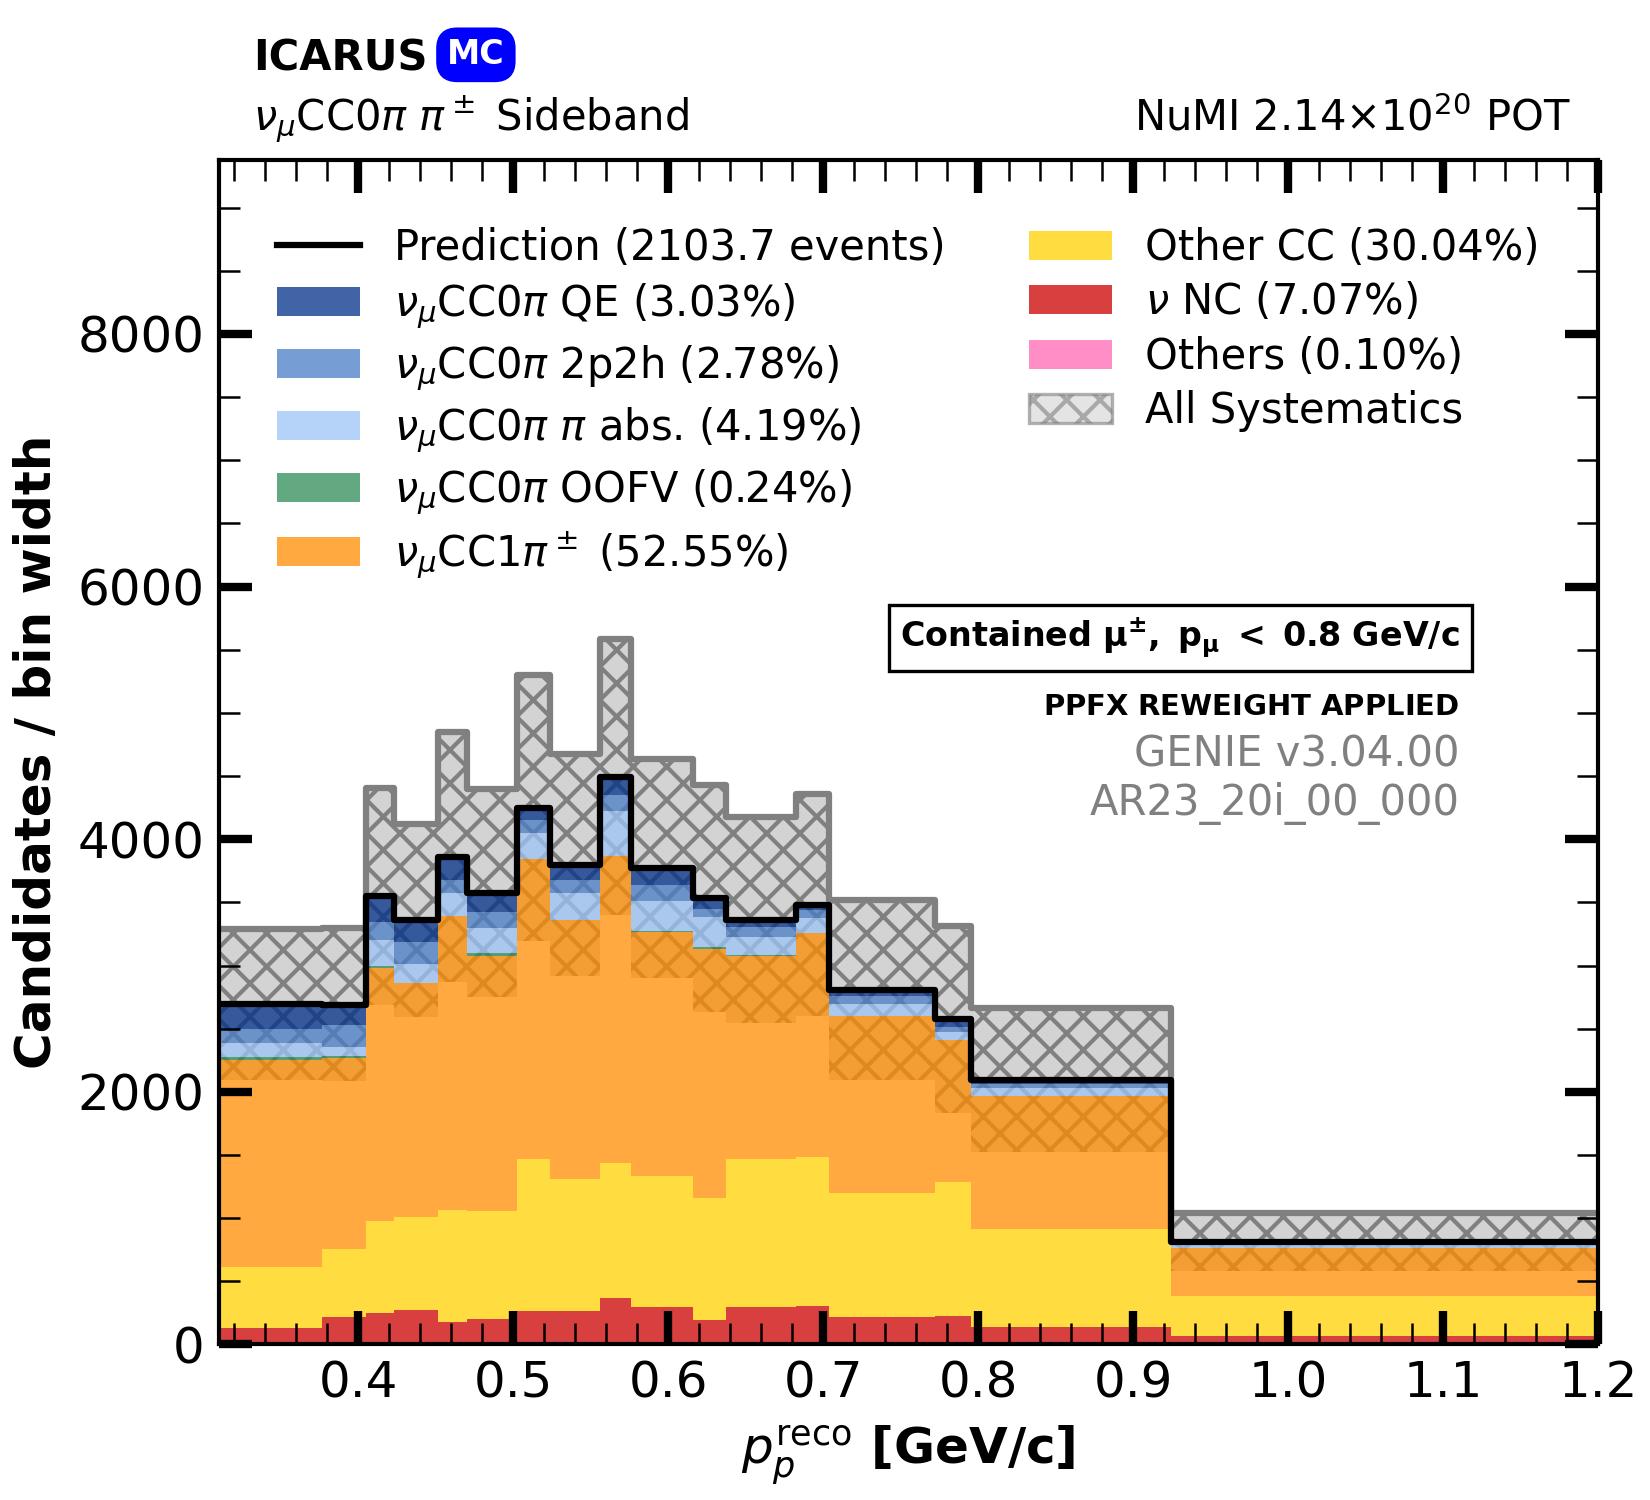 ICARUS MC
νμCC0π π± Sideband
NuMI 2.14×10²⁰ POT
Prediction (2103.7 events)
νμCC0π QE (3.03%)
νμCC0π 2p2h (2.78%)
νμCC0π π abs. (4.19%)
νμCC0π OOFV (0.24%)
νμCC1π± (52.55%)
Other CC (30.04%)
ν NC (7.07%)
Others (0.10%)
All Systematics
Contained μ±, pμ < 0.8 GeV/c
PPFX REWEIGHT APPLIED
GENIE v3.04.00
AR23_20i_00_000
Candidates / bin width
8000
6000
4000
2000
0
0.4 0.5 0.6 0.7 0.8 0.9 1.0 1.1 1.2
pp reco [GeV/c]